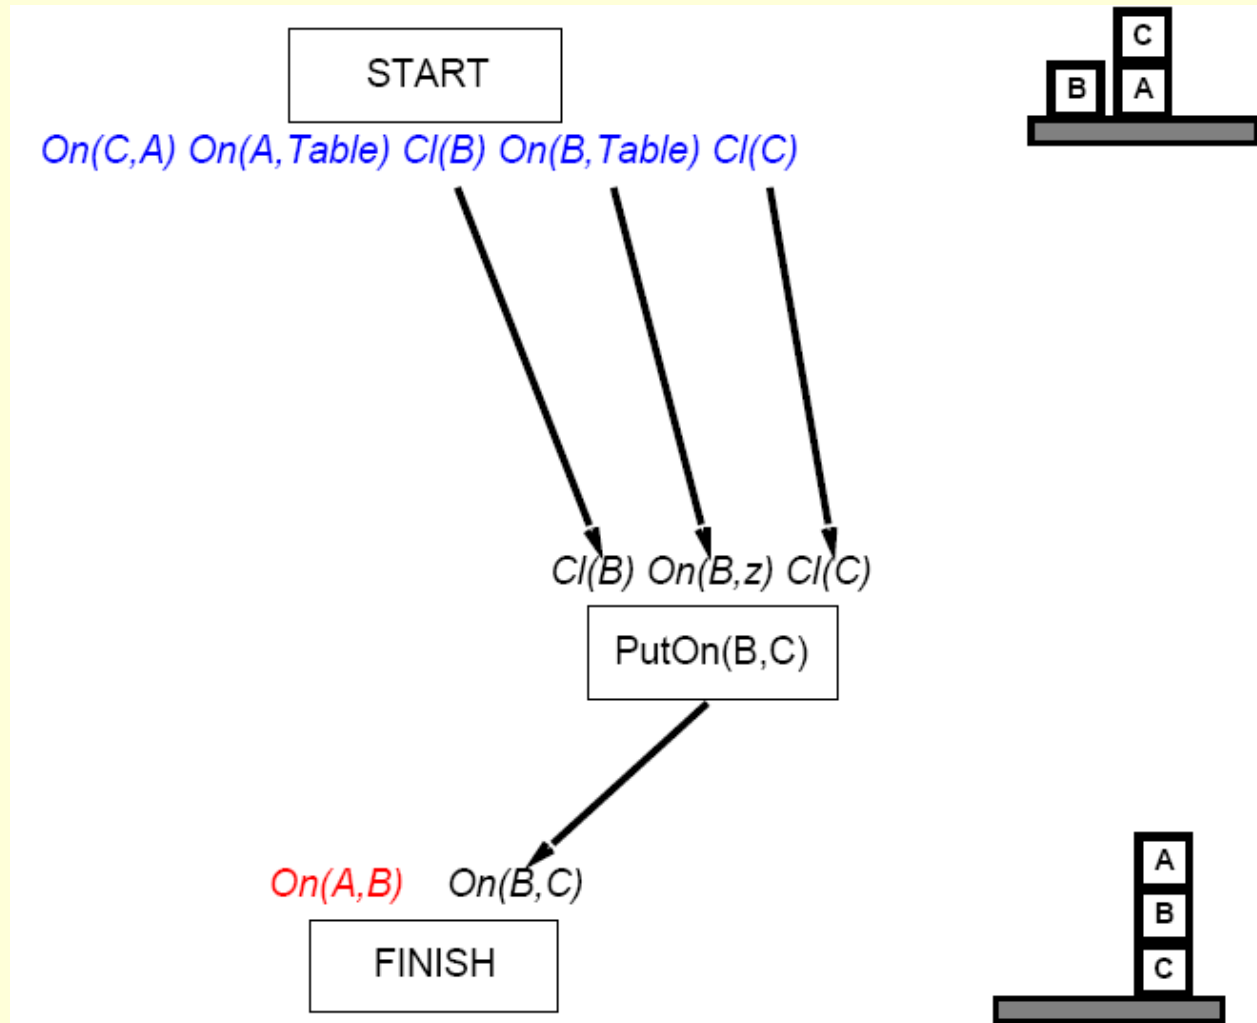 START
C
B A
On(C,A) On(A,Table) Cl(B) On(B,Table) Cl(C)
Cl(B) On(B,z) Cl(C)
PutOn(B,C)
On(A,B) On(B,C)
FINISH
A
B
C